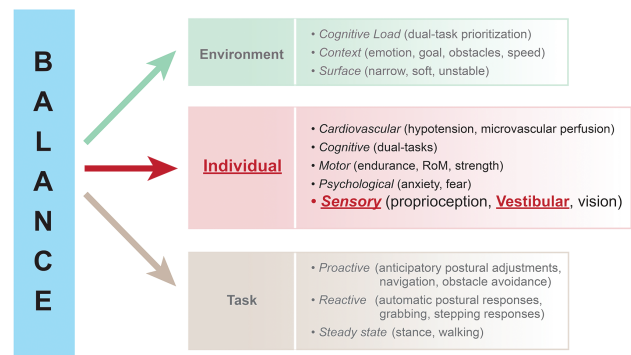 BALANCE
Environment
• Cognitive Load (dual-task prioritization)
• Context (emotion, goal, obstacles, speed)
• Surface (narrow, soft, unstable)
Individual
• Cardiovascular (hypotension, microvascular perfusion)
• Cognitive (dual-tasks)
• Motor (endurance, RoM, strength)
• Psychological (anxiety, fear)
• Sensory (proprioception, Vestibular, vision)
Task
• Proactive (anticipatory postural adjustments,
navigation, obstacle avoidance)
• Reactive (automatic postural responses,
grabbing, stepping responses)
• Steady state (stance, walking)